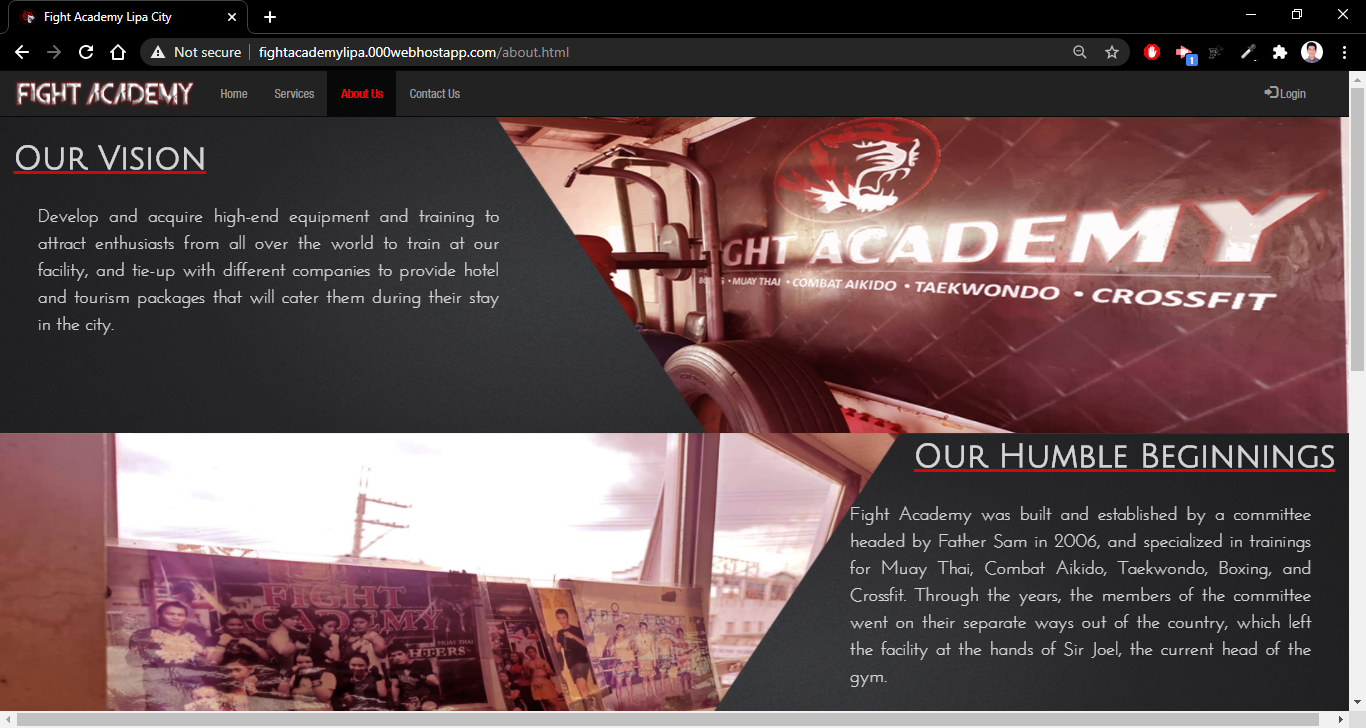 Fight Academy Lipa City
Not secure
fightacademylipa.000webhostapp.com/about.html
1
FIGHT ACADEMY
Home
Services
About Us
Contact Us
Login
Our Vision
Develop and acquire high-end equipment and training to
attract enthusiasts from all over the world to train at our
facility, and tie-up with different companies to provide hotel
and tourism packages that will cater them during their stay
in the city.
GHT ACADEMY
• MUAY THAI • COMBAT AIKIDO • TAEKWONDO • CROSSFIT
Our Humble Beginnings
Fight Academy was built and established by a committee
headed by Father Sam in 2006, and specialized in trainings
for Muay Thai, Combat Aikido, Taekwondo, Boxing, and
Crossfit. Through the years, the members of the committee
went on their separate ways out of the country, which left
the facility at the hands of Sir Joel, the current head of the
gym.
FIGHT
ACADEMY
MUAY THAI
HTERS